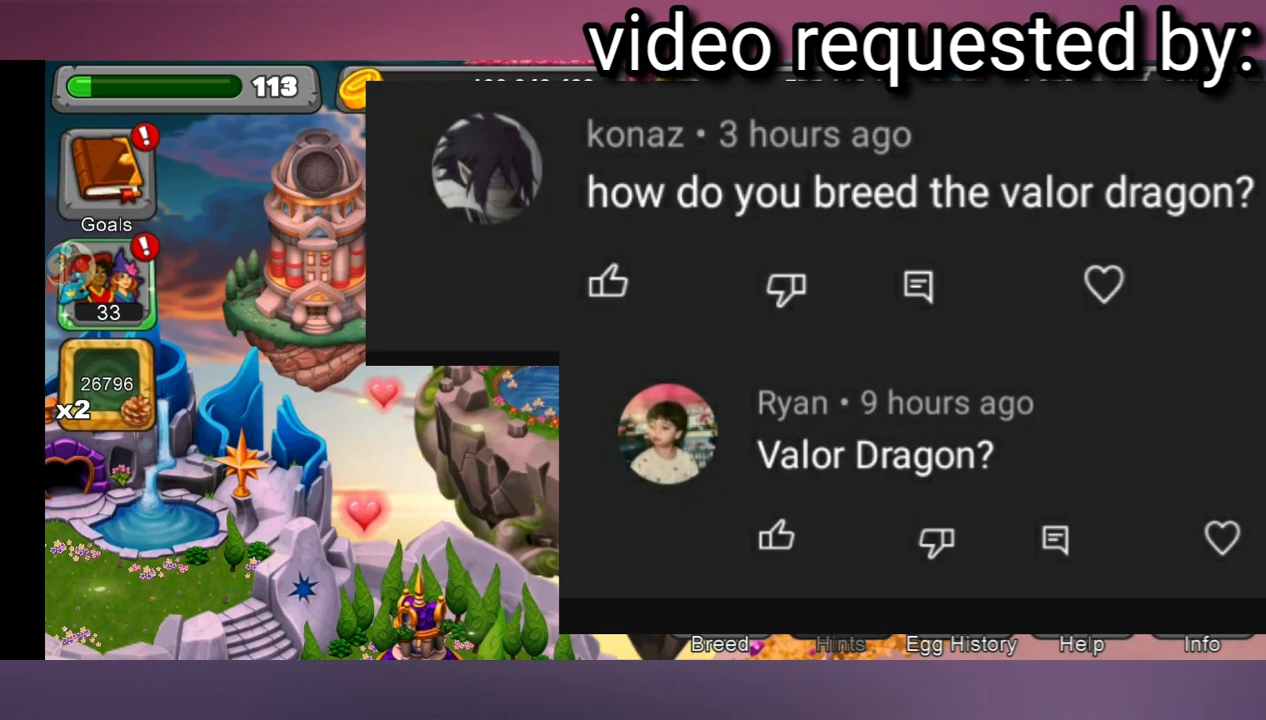 video requested by:
113
konaz • 3 hours ago
how do you breed the valor dragon?
Goals
33
26796
x2
Ryan • 9 hours ago
Valor Dragon?
Breed Hints Egg History Help Info